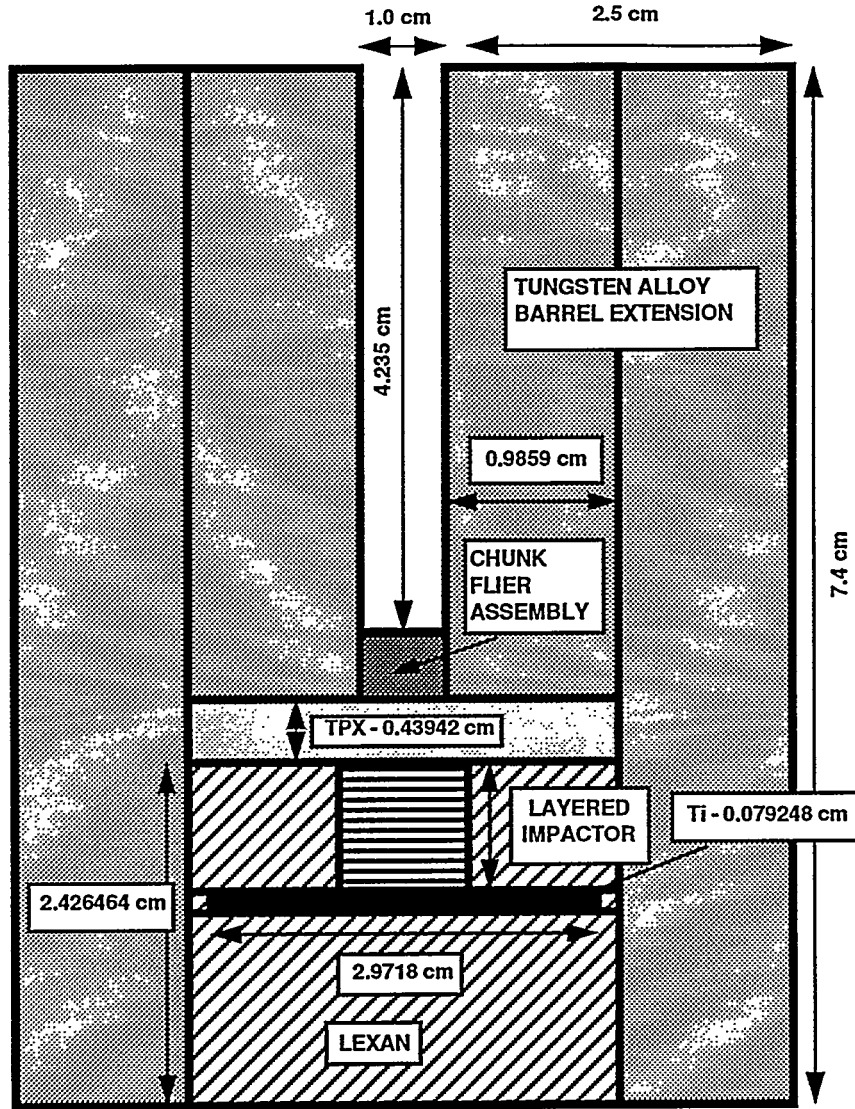 1.0 cm
2.5 cm
4.235 cm
TUNGSTEN ALLOY
BARREL EXTENSION
0.9859 cm
CHUNK
FLIER
ASSEMBLY
7.4 cm
TPX - 0.43942 cm
LAYERED
IMPACTOR
Ti - 0.079248 cm
2.426464 cm
2.9718 cm
LEXAN